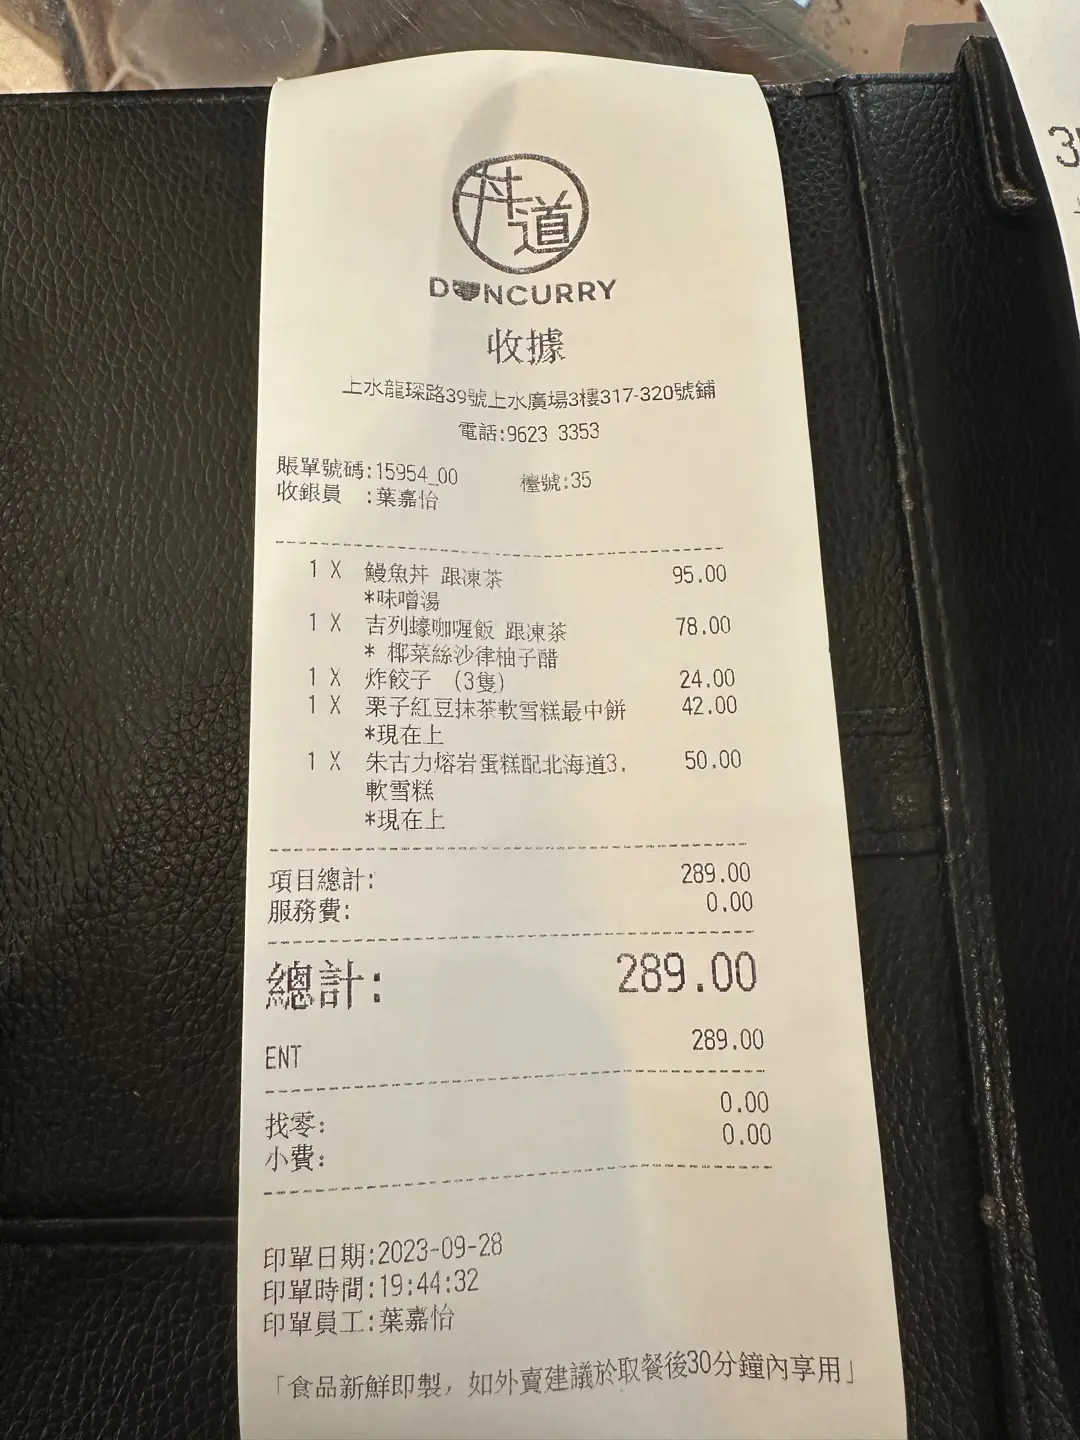 丼道
DONCURRY
收據
上水龍琛路39號上水廣場3樓317-320號鋪
電話:9623 3353
賬單號碼:15954_00 檯號:35
收銀員 :葉嘉怡
1 X 鰻魚丼 跟凍茶 95.00
*味噌湯
1 X 吉列蠔咖喱飯 跟凍茶 78.00
* 椰菜絲沙律柚子醋
1 X 炸餃子 (3隻) 24.00
1 X 栗子紅豆抹茶軟雪糕最中餅 42.00
*現在上
1 X 朱古力熔岩蛋糕配北海道3. 50.00
軟雪糕
*現在上
項目總計: 289.00
服務費: 0.00
總計: 289.00
ENT 289.00
找零: 0.00
小費: 0.00
印單日期:2023-09-28
印單時間:19:44:32
印單員工:葉嘉怡
「食品新鮮即製，如外賣建議於取餐後30分鐘內享用」